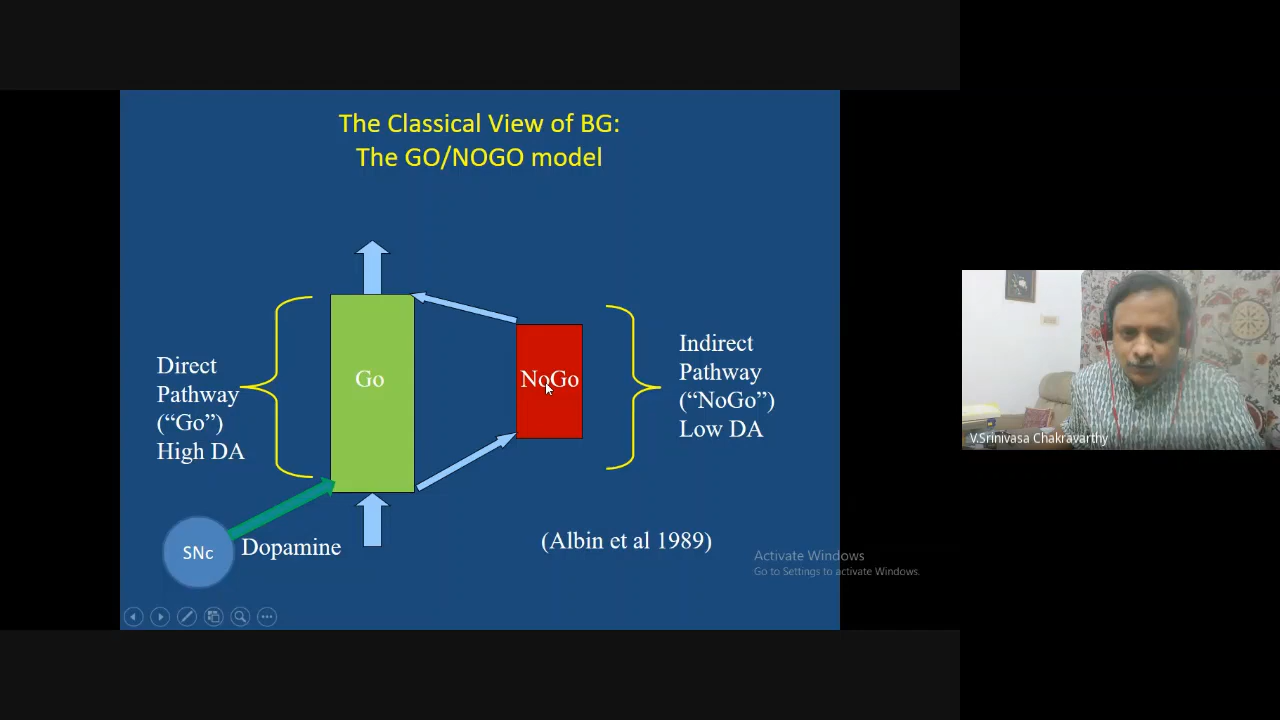 The Classical View of BG:
The GO/NOGO model
Direct
Pathway
(“Go”)
High DA
Go
NoGo
Indirect
Pathway
(“NoGo”)
Low DA
SNc
Dopamine
(Albin et al 1989)
Activate Windows
Go to Settings to activate Windows.
V.Srinivasa Chakravarthy